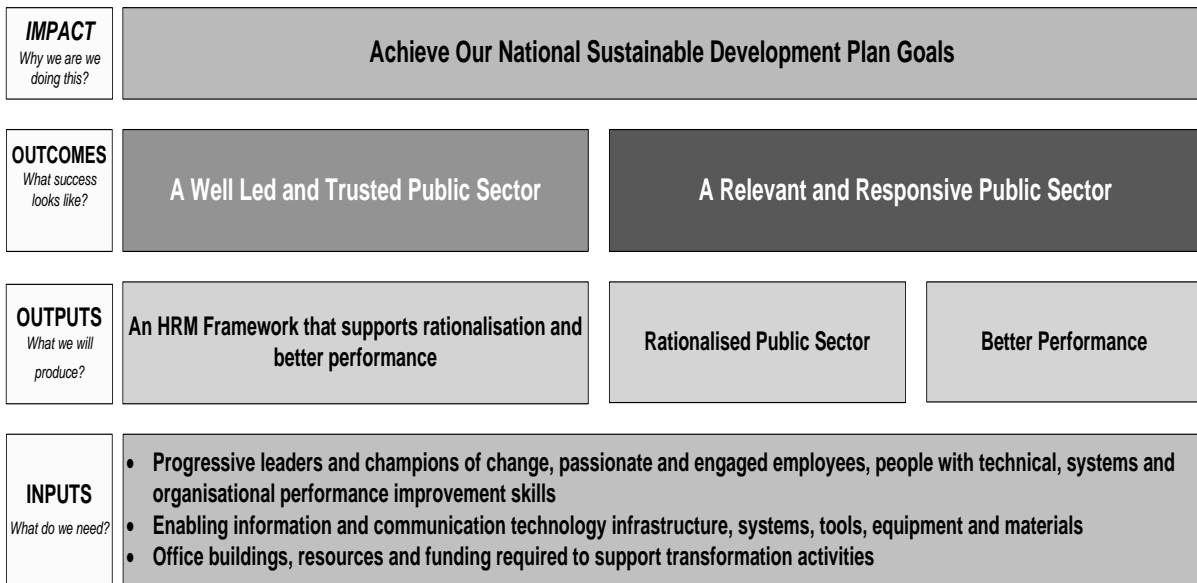 IMPACT
Why we are we
doing this?
Achieve Our National Sustainable Development Plan Goals
OUTCOMES
What success
looks like?
A Well Led and Trusted Public Sector
A Relevant and Responsive Public Sector
OUTPUTS
What we will
produce?
An HRM Framework that supports rationalisation and
better performance
Rationalised Public Sector
Better Performance
INPUTS
What do we need?
• Progressive leaders and champions of change, passionate and engaged employees, people with technical, systems and
organisational performance improvement skills
• Enabling information and communication technology infrastructure, systems, tools, equipment and materials
• Office buildings, resources and funding required to support transformation activities